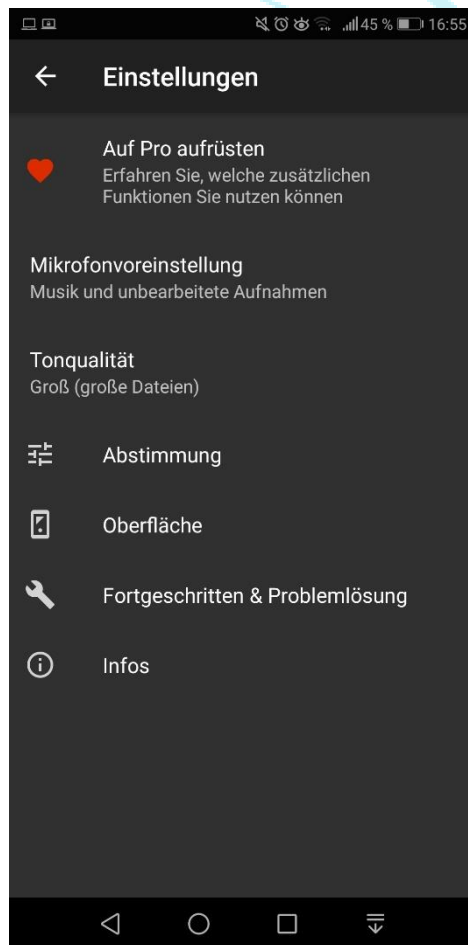 45 % 16:55
Einstellungen
Auf Pro aufrüsten
Erfahren Sie, welche zusätzlichen
Funktionen Sie nutzen können
Mikrofonvoreinstellung
Musik und unbearbeitete Aufnahmen
Tonqualität
Groß (große Dateien)
Abstimmung
Oberfläche
Fortgeschritten & Problemlösung
Infos